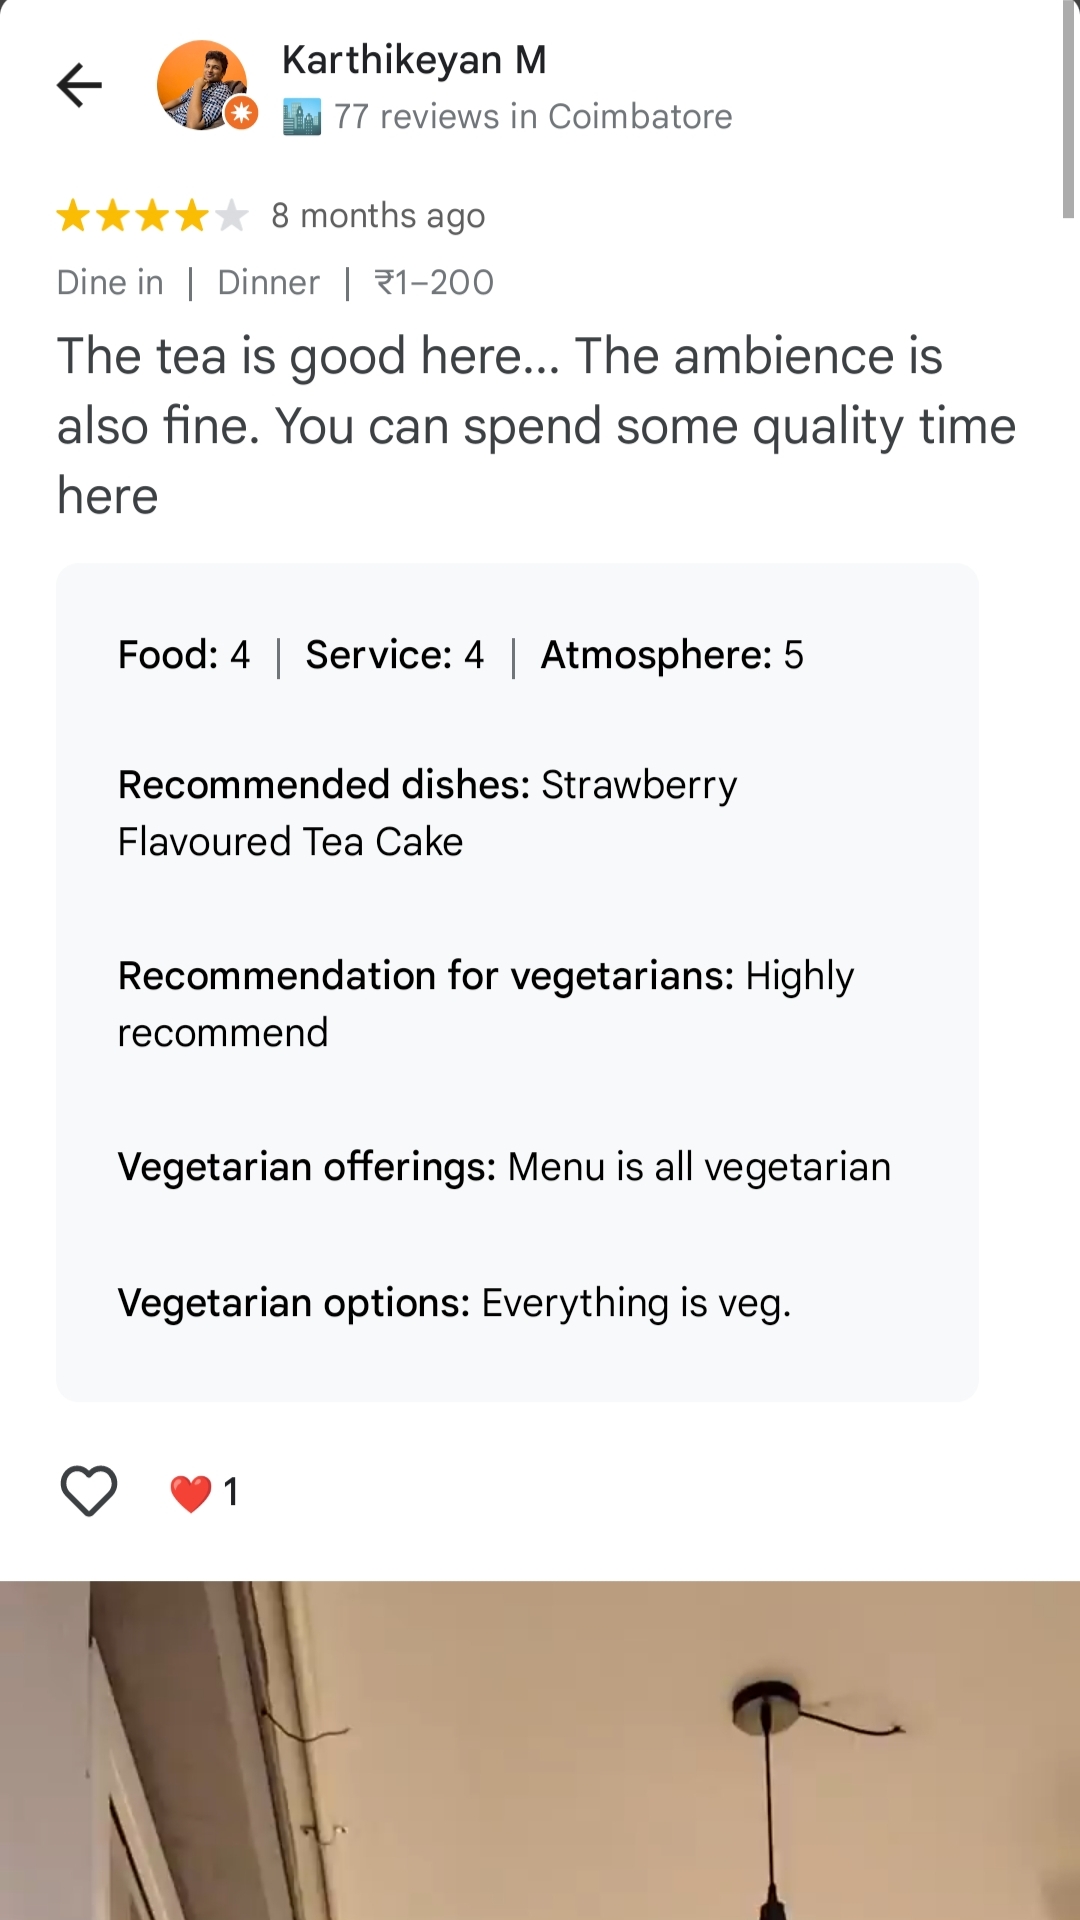 Karthikeyan M
77 reviews in Coimbatore
8 months ago
Dine in | Dinner | ₹1–200
The tea is good here... The ambience is
also fine. You can spend some quality time
here
Food: 4 | Service: 4 | Atmosphere: 5
Recommended dishes: Strawberry
Flavoured Tea Cake
Recommendation for vegetarians: Highly
recommend
Vegetarian offerings: Menu is all vegetarian
Vegetarian options: Everything is veg.
1